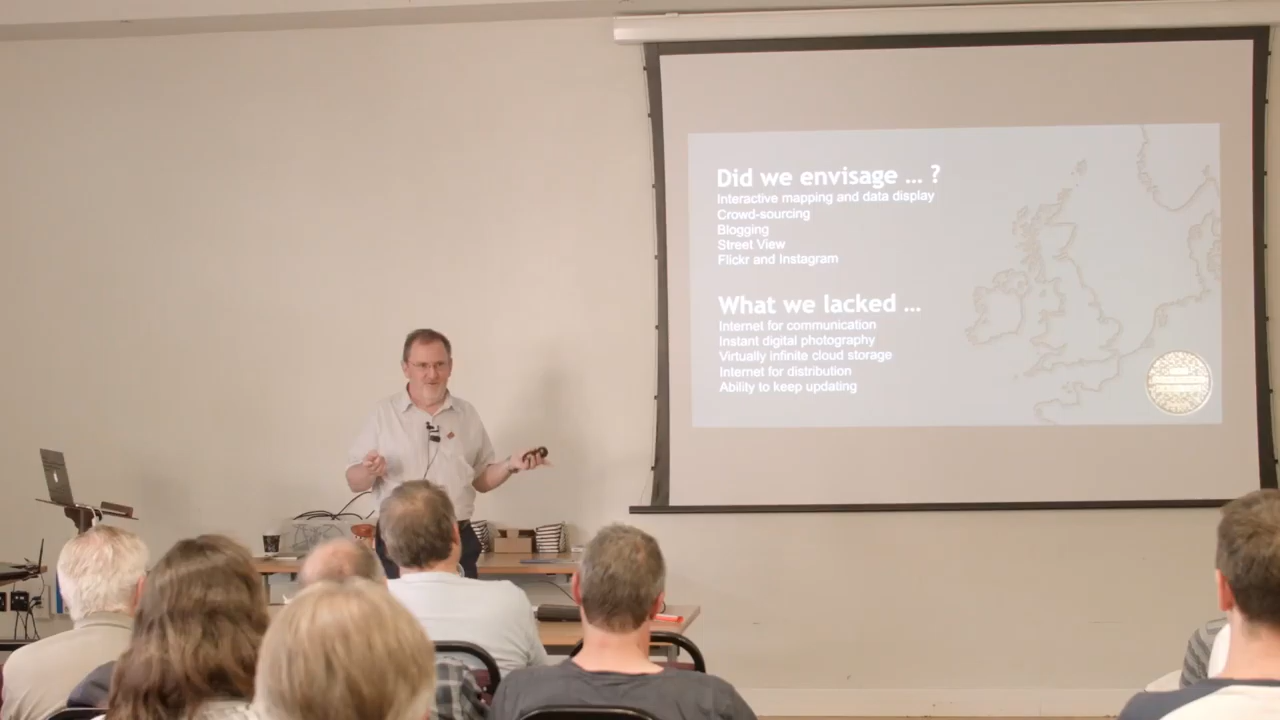 Did we envisage ... ?
Interactive mapping and data display
Crowd-sourcing
Blogging
Street View
Flickr and Instagram
What we lacked ...
Internet for communication
Instant digital photography
Virtually infinite cloud storage
Internet for distribution
Ability to keep updating